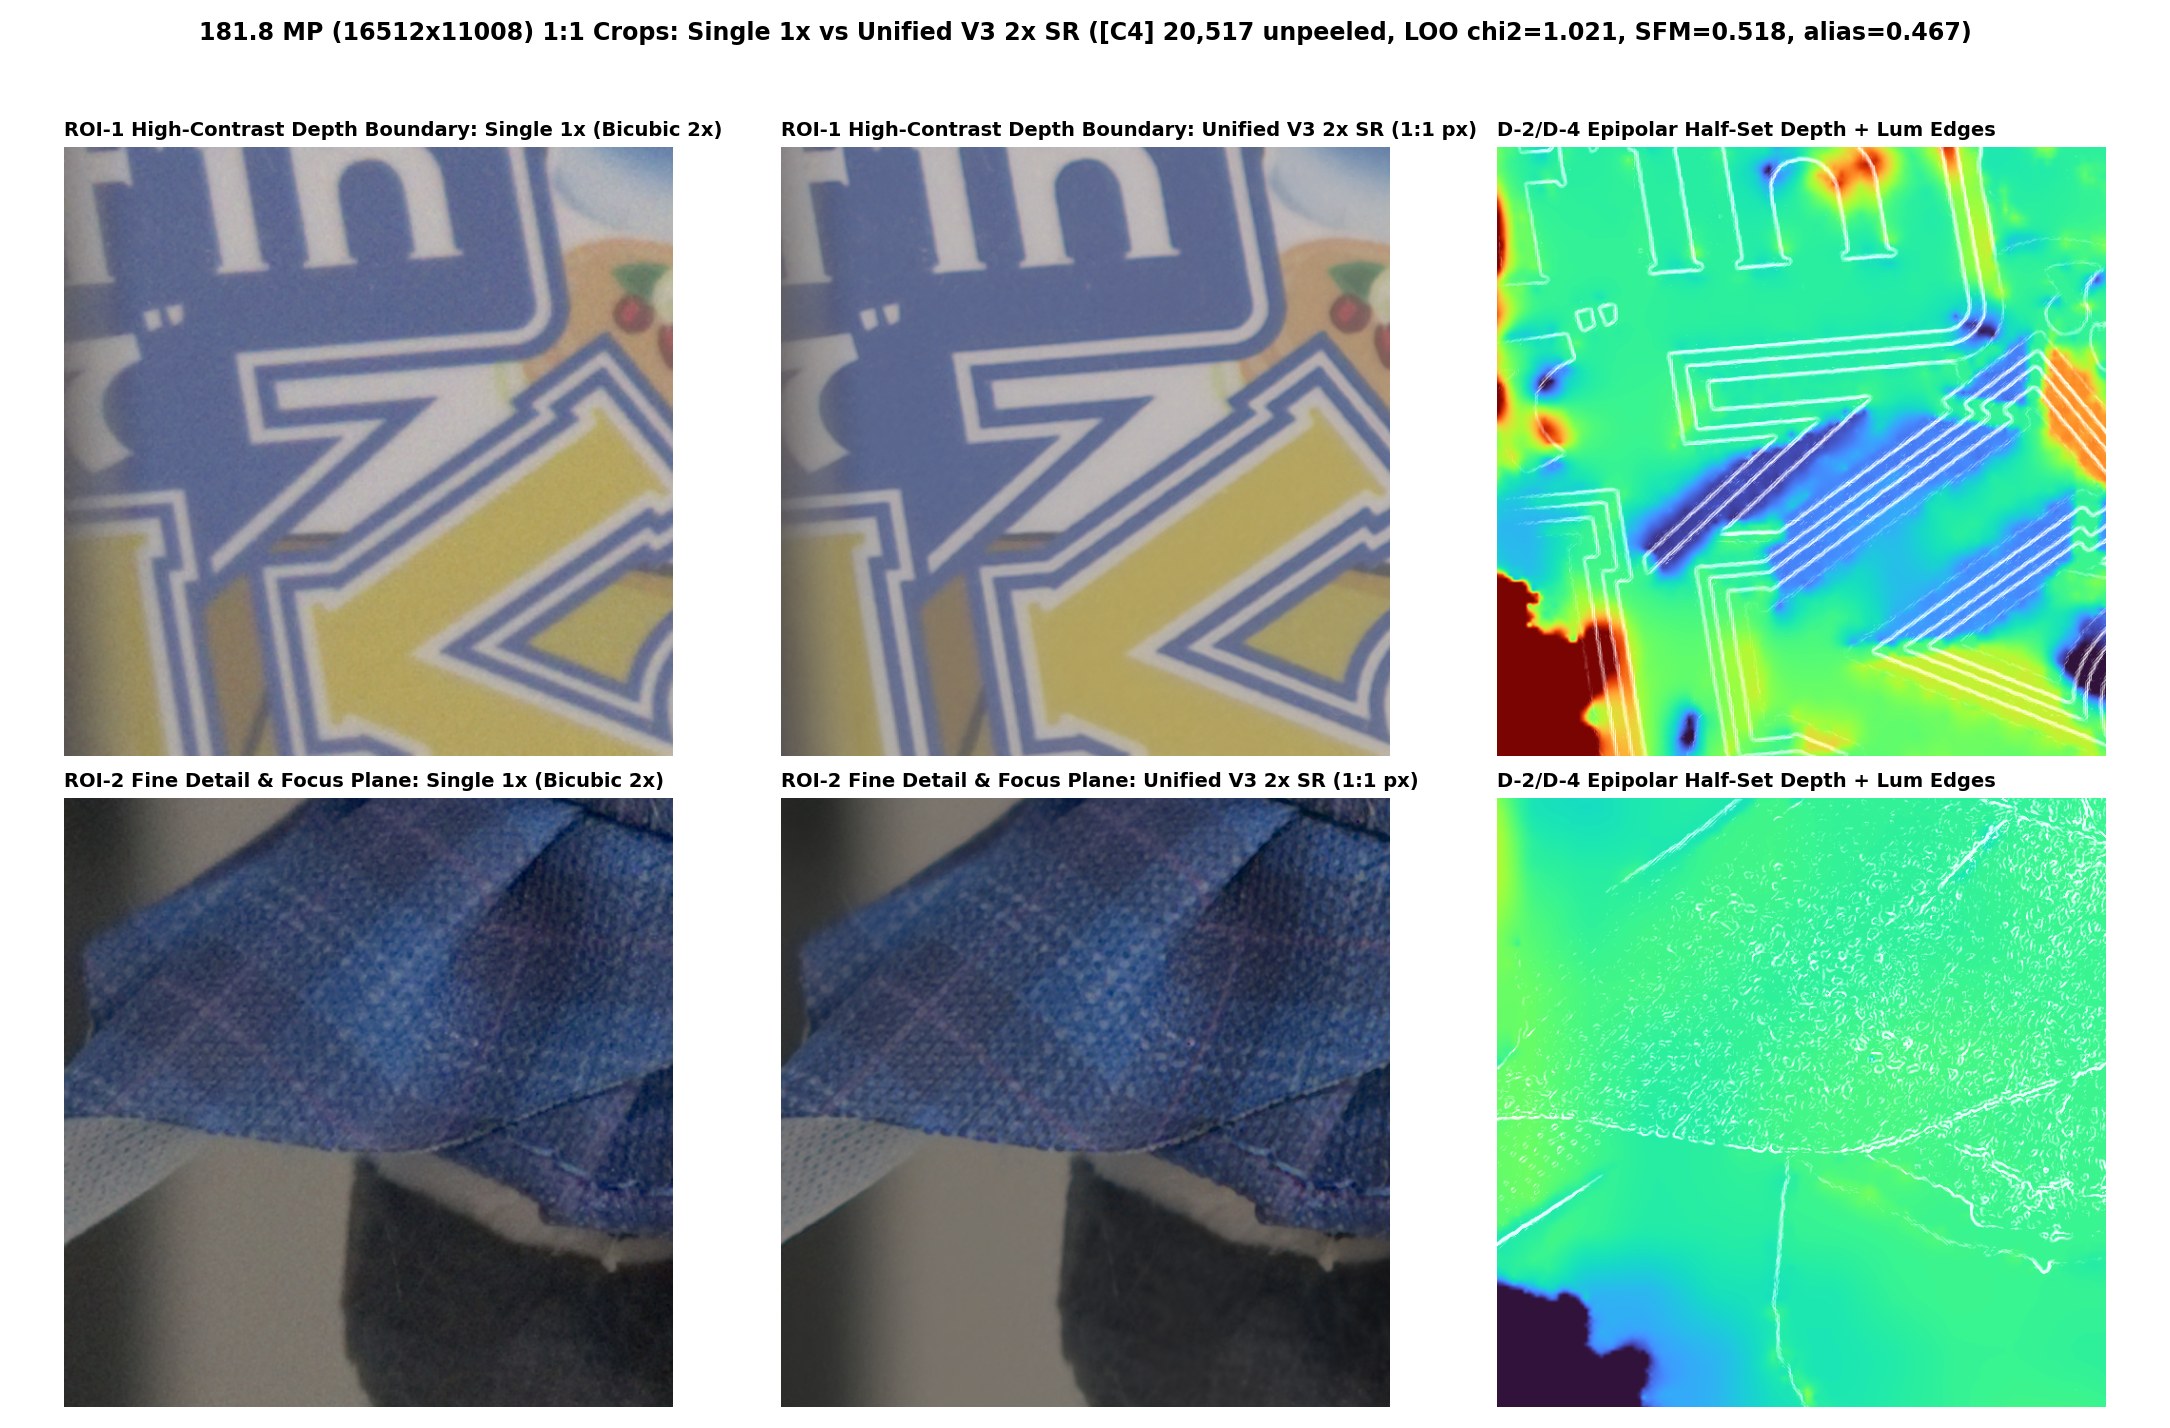 181.8 MP (16512x11008) 1:1 Crops: Single 1x vs Unified V3 2x SR ([C4] 20,517 unpeeled, LOO chi2=1.021, SFM=0.518, alias=0.467)
ROI-1 High-Contrast Depth Boundary: Single 1x (Bicubic 2x)
ROI-1 High-Contrast Depth Boundary: Unified V3 2x SR (1:1 px)
D-2/D-4 Epipolar Half-Set Depth + Lum Edges
ROI-2 Fine Detail & Focus Plane: Single 1x (Bicubic 2x)
ROI-2 Fine Detail & Focus Plane: Unified V3 2x SR (1:1 px)
D-2/D-4 Epipolar Half-Set Depth + Lum Edges